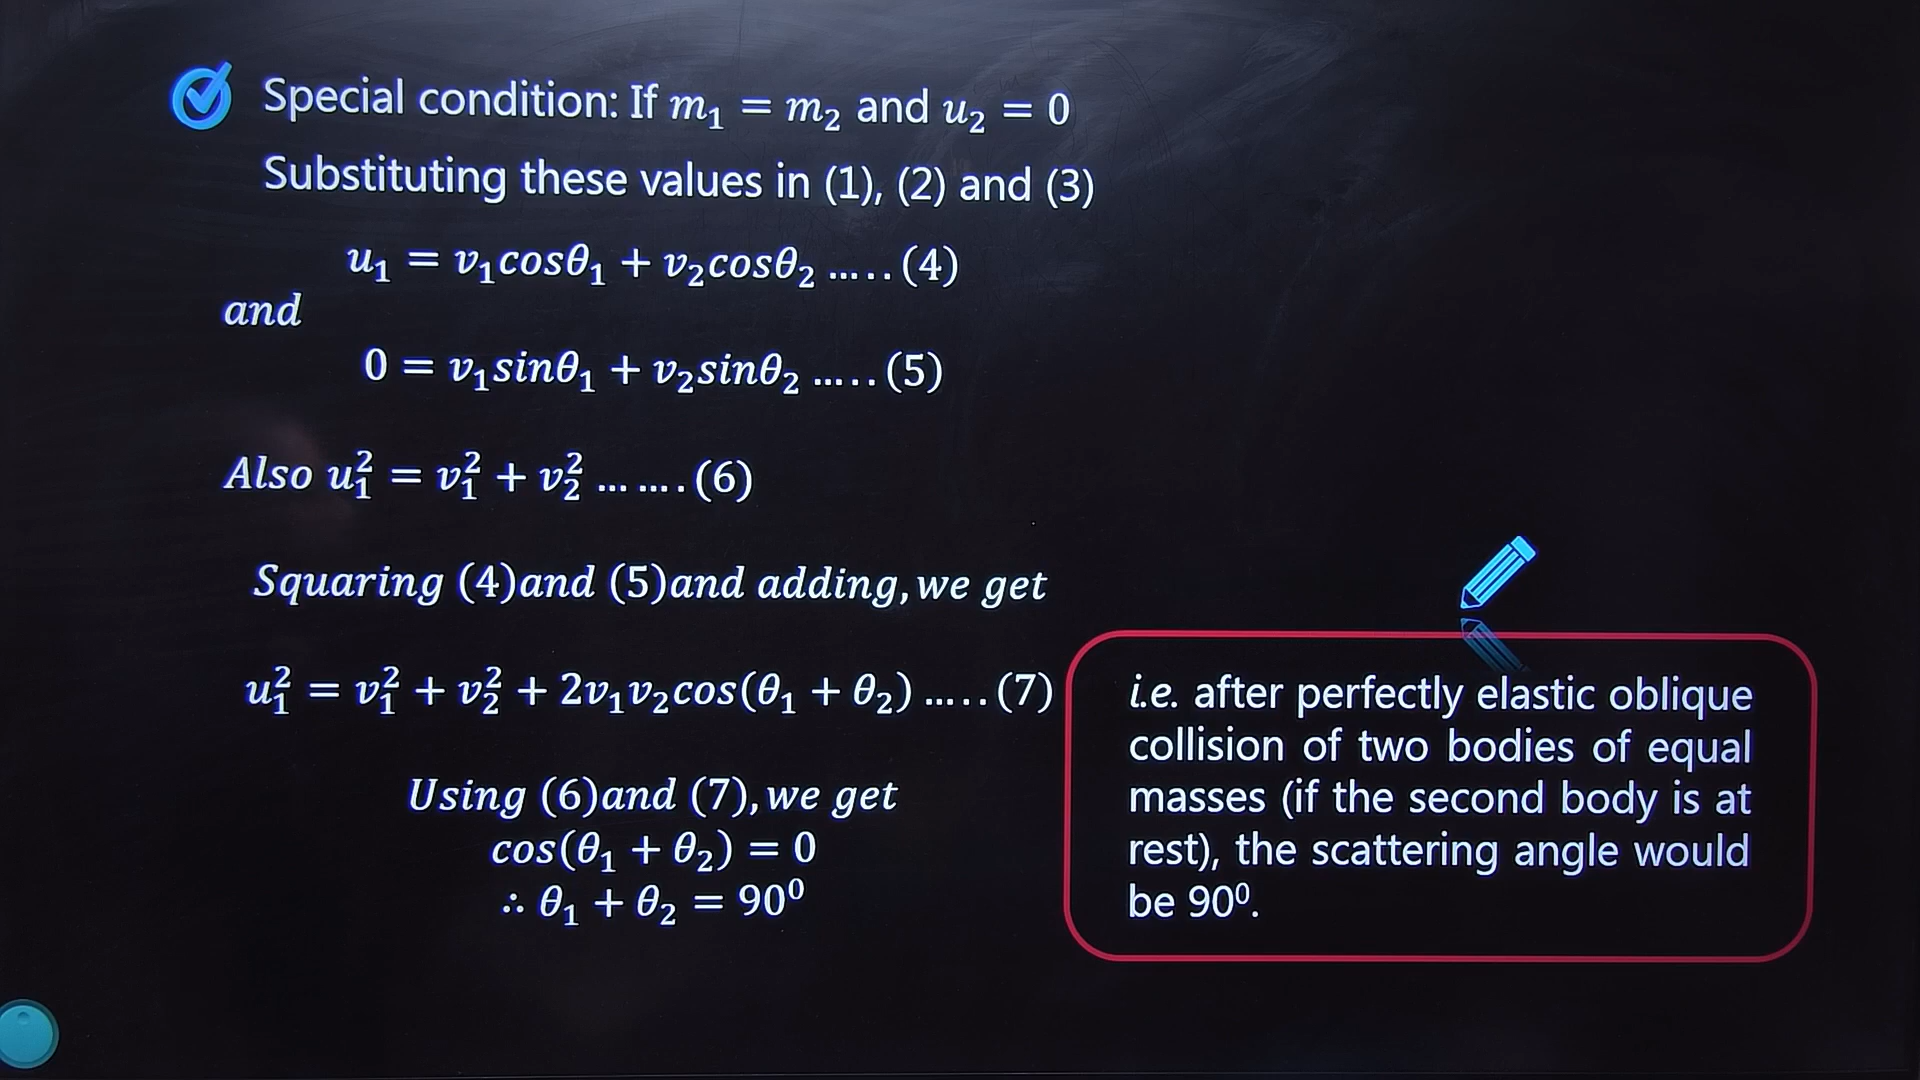 Special condition: If m₁ = m₂ and u₂ = 0
Substituting these values in (1), (2) and (3)
u₁ = v₁cosθ₁ + v₂cosθ₂ ..... (4)
and
0 = v₁sinθ₁ + v₂sinθ₂ ..... (5)
Also u₁² = v₁² + v₂² ... .... (6)
Squaring (4)and (5)and adding, we get
u₁² = v₁² + v₂² + 2v₁v₂cos(θ₁ + θ₂) ..... (7)
Using (6)and (7), we get
cos(θ₁ + θ₂) = 0
∴ θ₁ + θ₂ = 90⁰
i.e. after perfectly elastic oblique
collision of two bodies of equal
masses (if the second body is at
rest), the scattering angle would
be 90⁰.